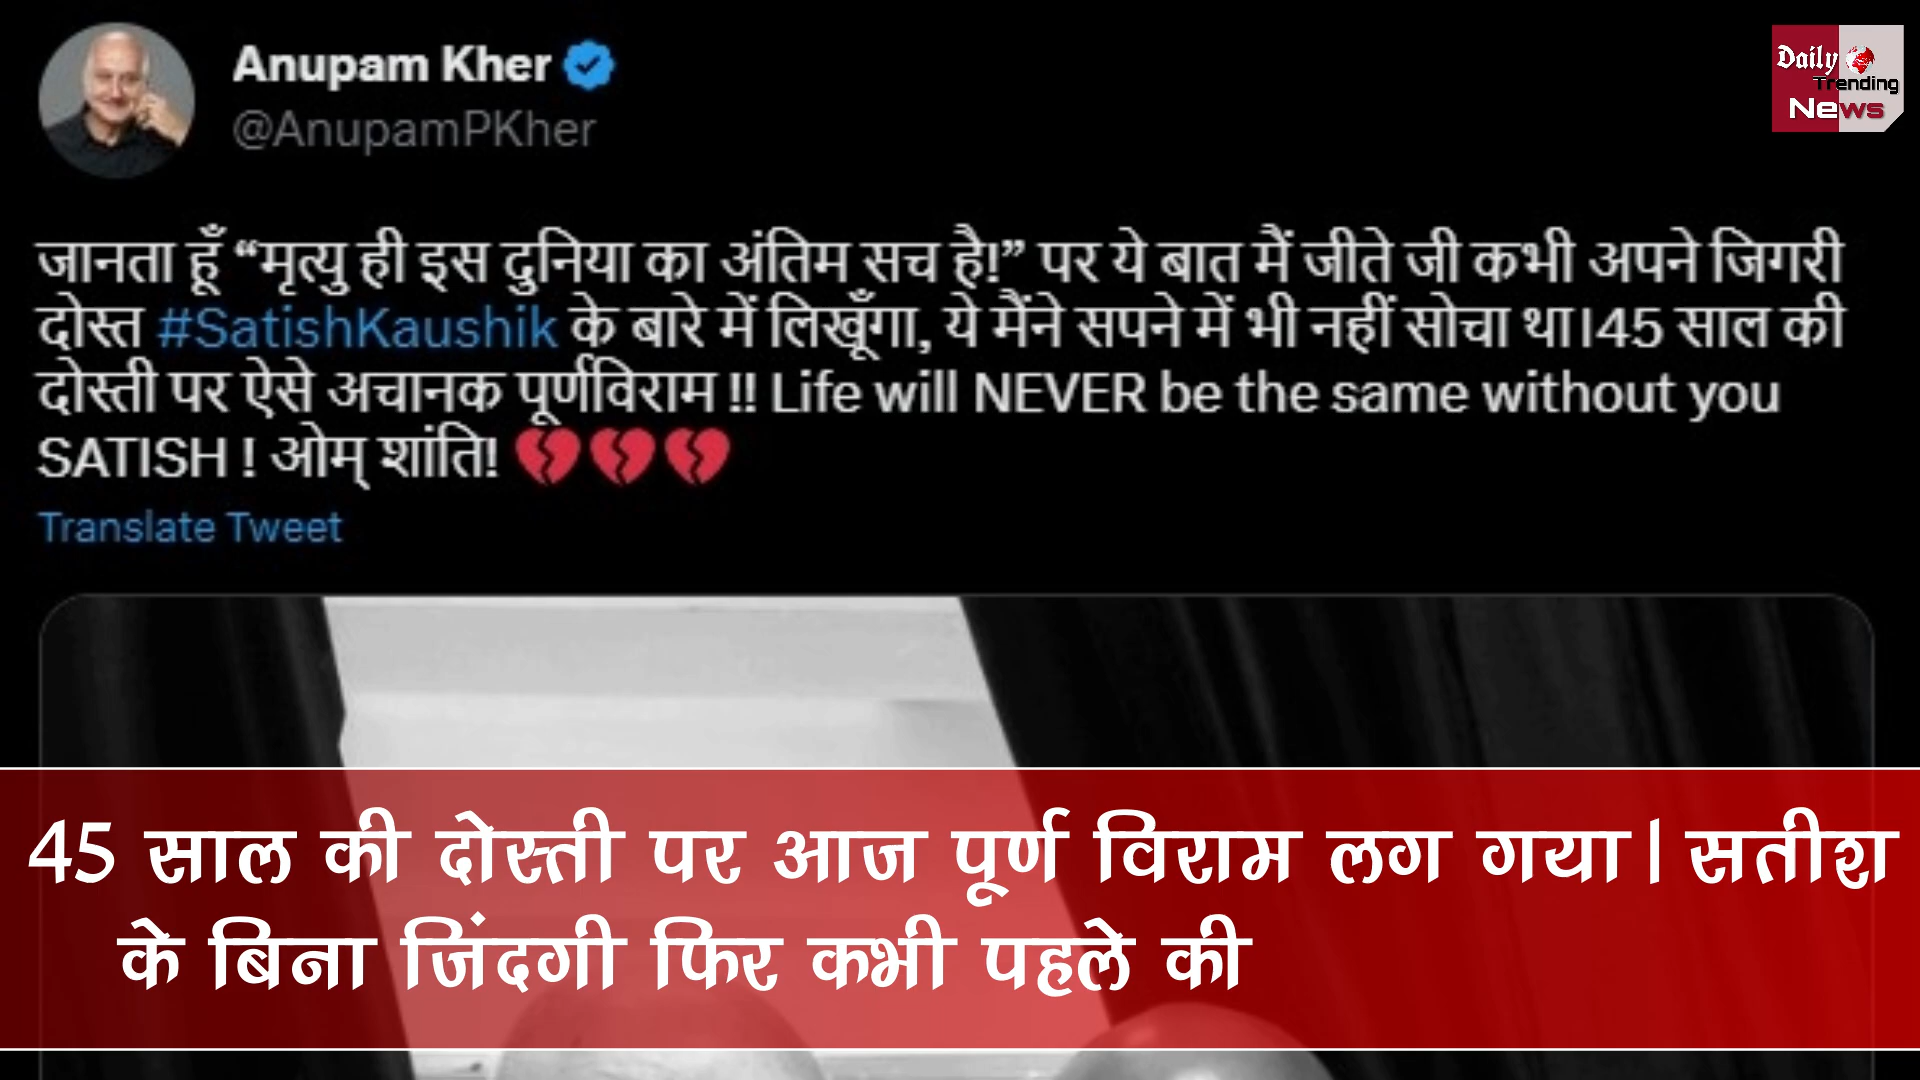 Anupam Kher
@AnupamPKher
Daily
Trending
News
जानता हूँ “मृत्यु ही इस दुनिया का अंतिम सच है!” पर ये बात मैं जीते जी कभी अपने जिगरी
दोस्त #SatishKaushik के बारे में लिखूँगा, ये मैंने सपने में भी नहीं सोचा था।45 साल की
दोस्ती पर ऐसे अचानक पूर्णविराम !! Life will NEVER be the same without you
SATISH ! ओम् शांति! 💔💔💔
Translate Tweet
45 साल की दोस्ती पर आज पूर्ण विराम लग गया। सतीश
के बिना जिंदगी फिर कभी पहले की